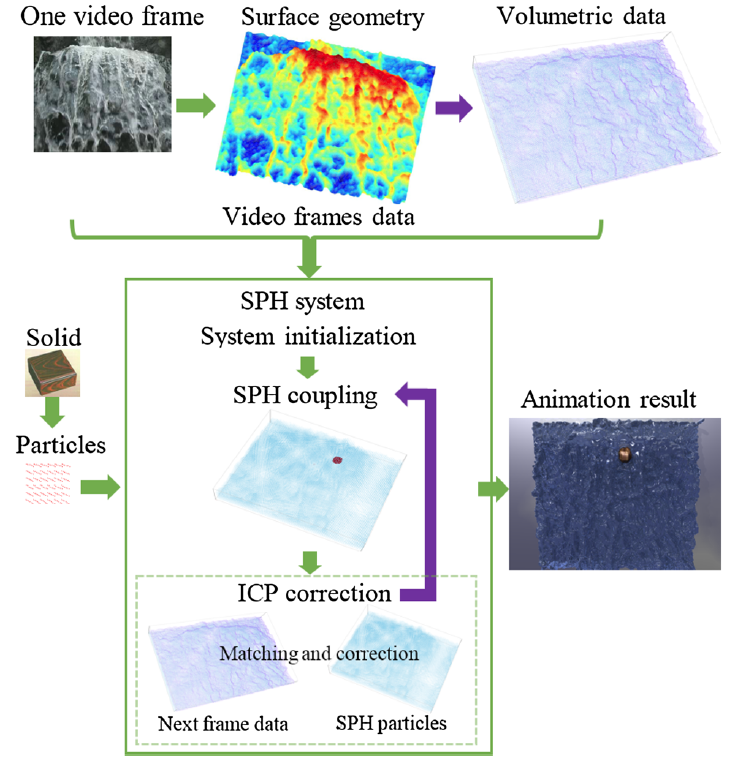 One video frame
Surface geometry
Volumetric data
Video frames data
SPH system
System initialization
Solid
SPH coupling
Animation result
Particles
ICP correction
Matching and correction
Next frame data
SPH particles